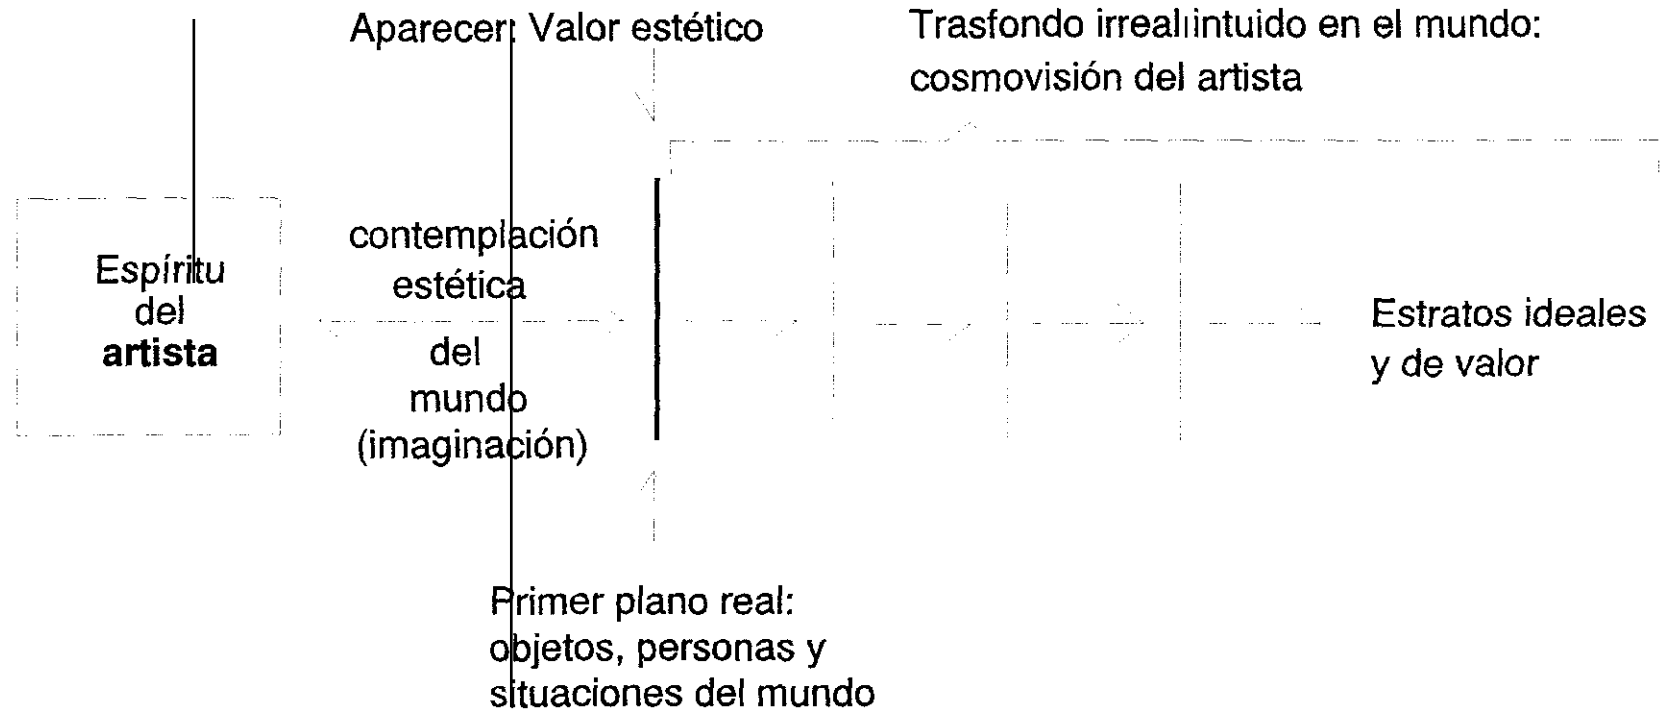 Aparecer: Valor estético
Trasfondo irreal intuido en el mundo:
cosmovisión del artista
Espíritu
del
artista
contemplación
estética
del
mundo
(imaginación)
Estratos ideales
y de valor
Primer plano real:
objetos, personas y
situaciones del mundo